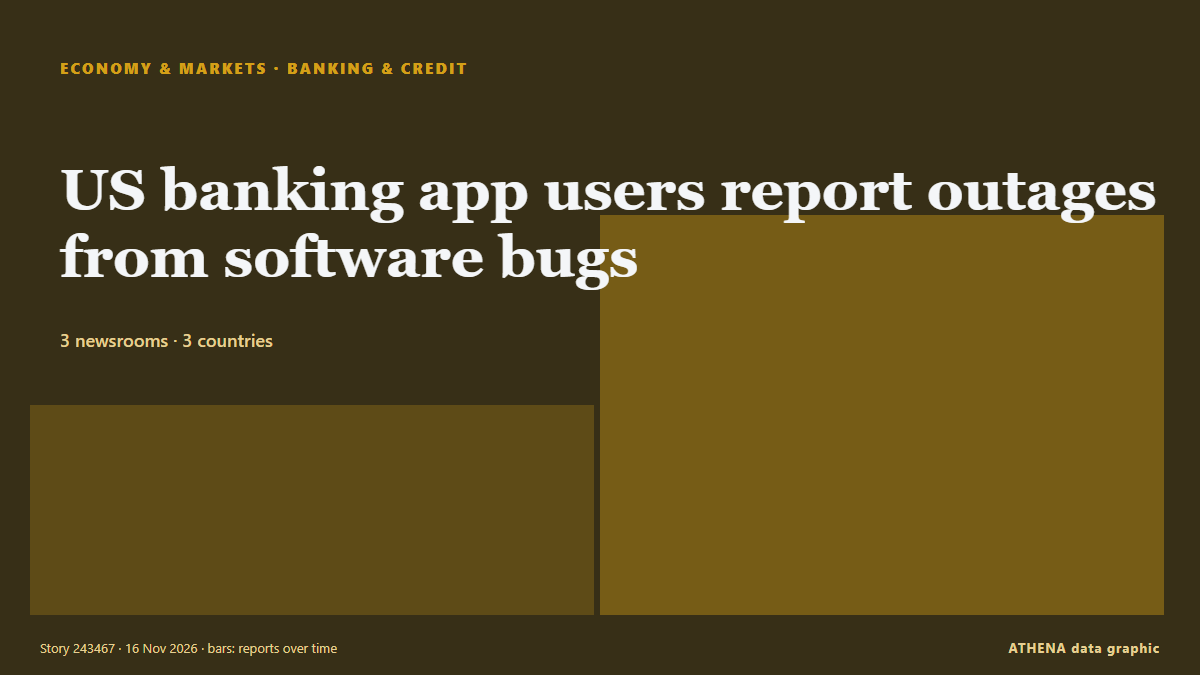 ECONOMY & MARKETS · BANKING & CREDIT
US banking app users report outages
from software bugs
3 newsrooms · 3 countries
Story 243467 · 16 Nov 2026 · bars: reports over time
ATHENA data graphic